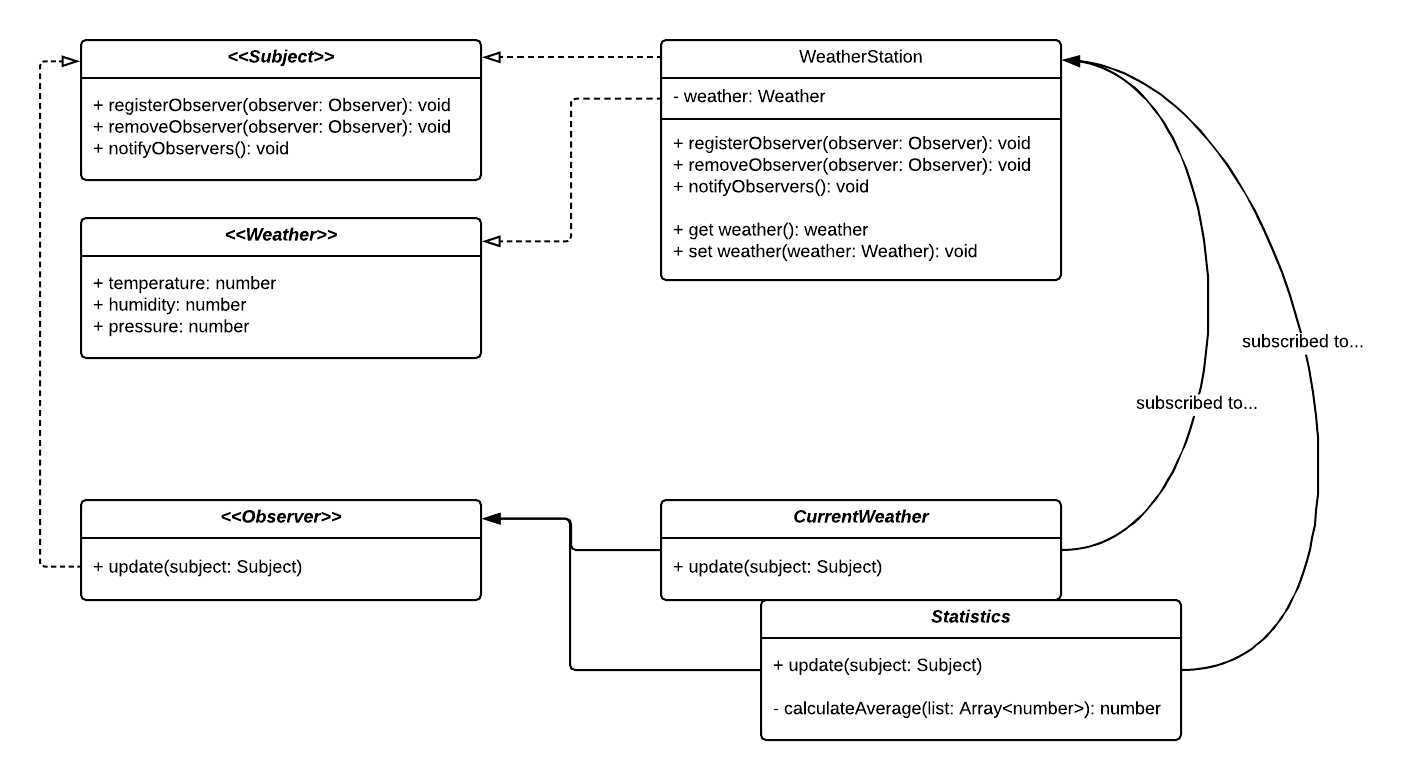 <<Subject>>
+ registerObserver(observer: Observer): void
+ removeObserver(observer: Observer): void
+ notifyObservers(): void
WeatherStation
- weather: Weather
+ registerObserver(observer: Observer): void
+ removeObserver(observer: Observer): void
+ notifyObservers(): void
+ get weather(): weather
+ set weather(weather: Weather): void
<<Weather>>
+ temperature: number
+ humidity: number
+ pressure: number
subscribed to...
subscribed to...
<<Observer>>
+ update(subject: Subject)
CurrentWeather
+ update(subject: Subject)
Statistics
+ update(subject: Subject)
- calculateAverage(list: Array<number>): number